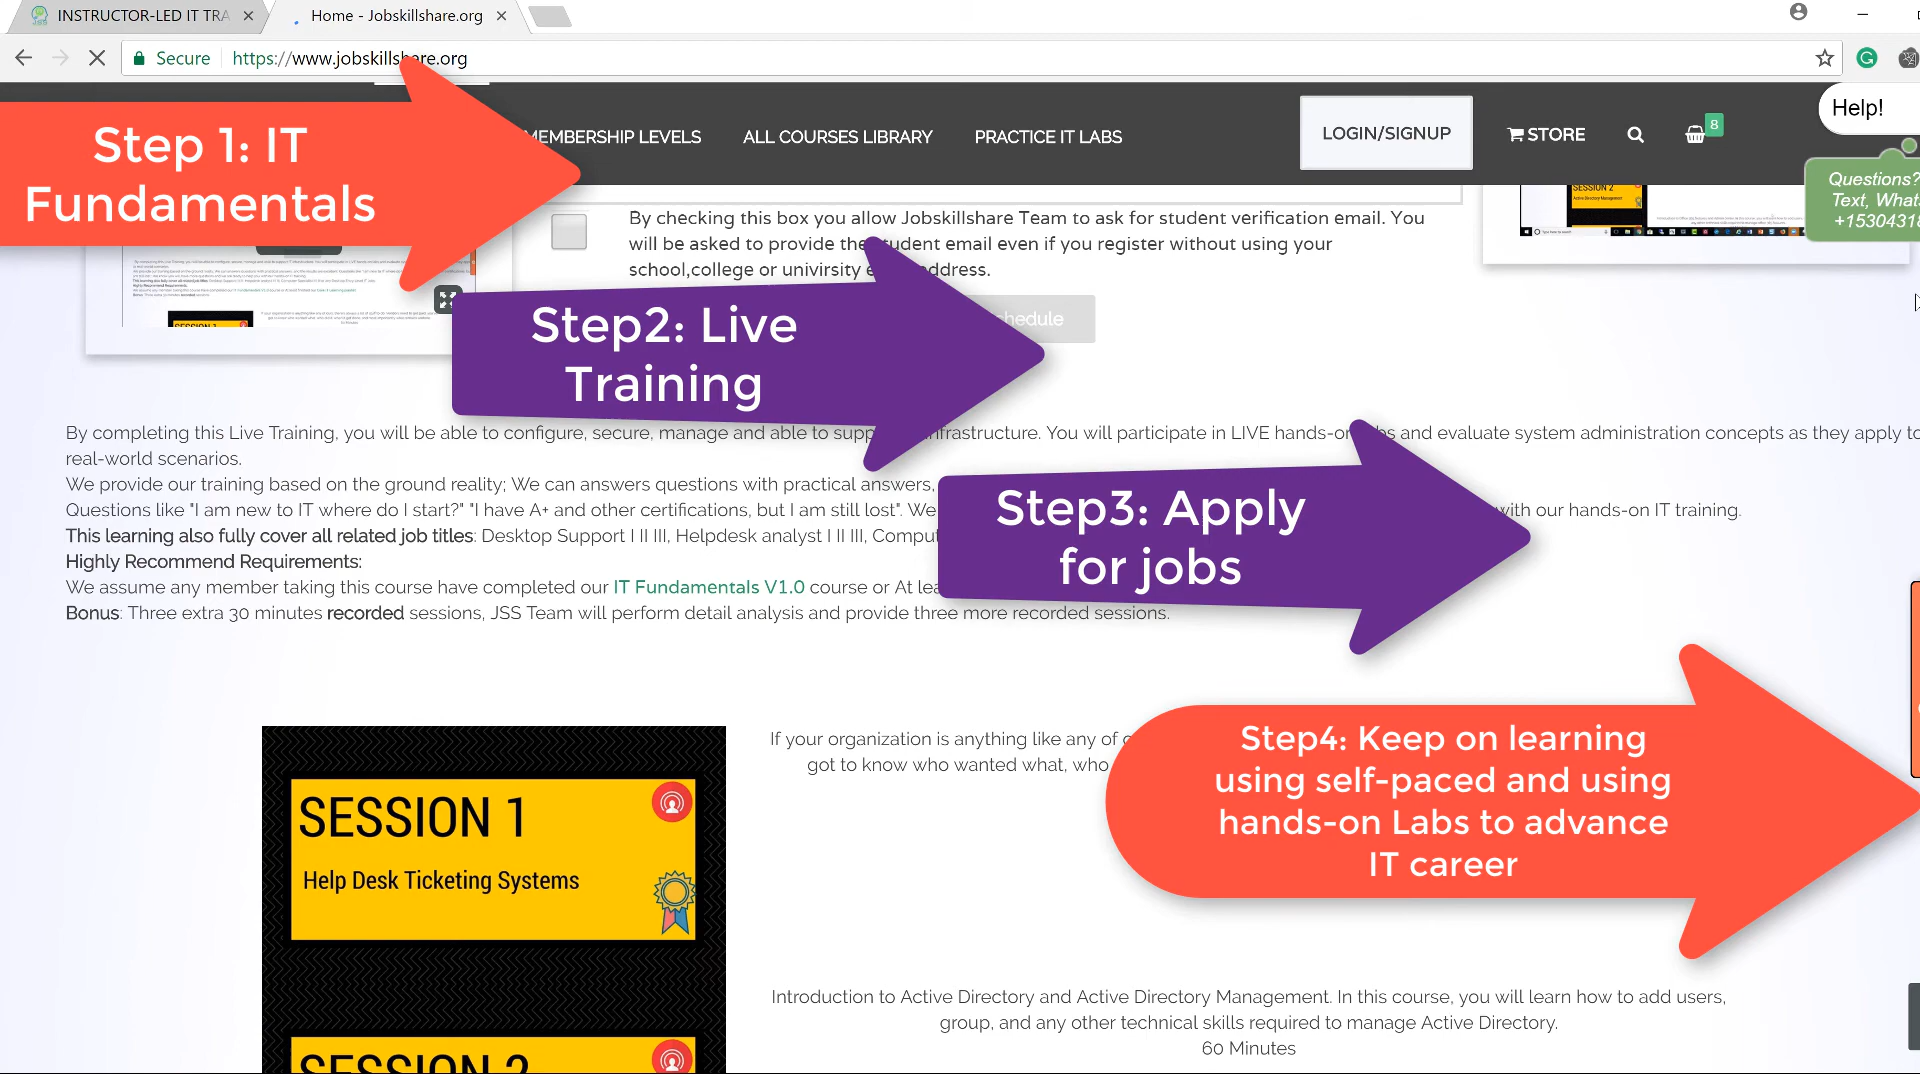 INSTRUCTOR-LED IT TRA
Home - Jobskillshare.org
Secure https://www.jobskillshare.org
Help!
MEMBERSHIP LEVELS ALL COURSES LIBRARY PRACTICE IT LABS LOGIN/SIGNUP STORE 8
Step 1: IT
Fundamentals
Questions?
Text, Whats
+15304318
SESSION 2
Active Directory Management
By checking this box you allow Jobskillshare Team to ask for student verification email. You
will be asked to provide the student email even if you register without using your
school,college or univirsity e address.
hedule
Step2: Live
Training
By completing this Live Training, you will be able to configure, secure, manage and able to supp frastructure. You will participate in LIVE hands-on bs and evaluate system administration concepts as they apply to
real-world scenarios.
We provide our training based on the ground reality; We can answers questions with practical answers,
Questions like "I am new to IT where do I start?" "I have A+ and other certifications, but I am still lost". We with our hands-on IT training.
This learning also fully cover all related job titles: Desktop Support I II III, Helpdesk analyst I II III, Comput
Highly Recommend Requirements:
We assume any member taking this course have completed our IT Fundamentals V1.0 course or At lea
Bonus: Three extra 30 minutes recorded sessions, JSS Team will perform detail analysis and provide three more recorded sessions.
Step3: Apply
for jobs
If your organization is anything like any of
got to know who wanted what, who
Step4: Keep on learning
using self-paced and using
hands-on Labs to advance
IT career
SESSION 1
Help Desk Ticketing Systems
Introduction to Active Directory and Active Directory Management. In this course, you will learn how to add users,
group, and any other technical skills required to manage Active Directory.
60 Minutes
SESSION 2